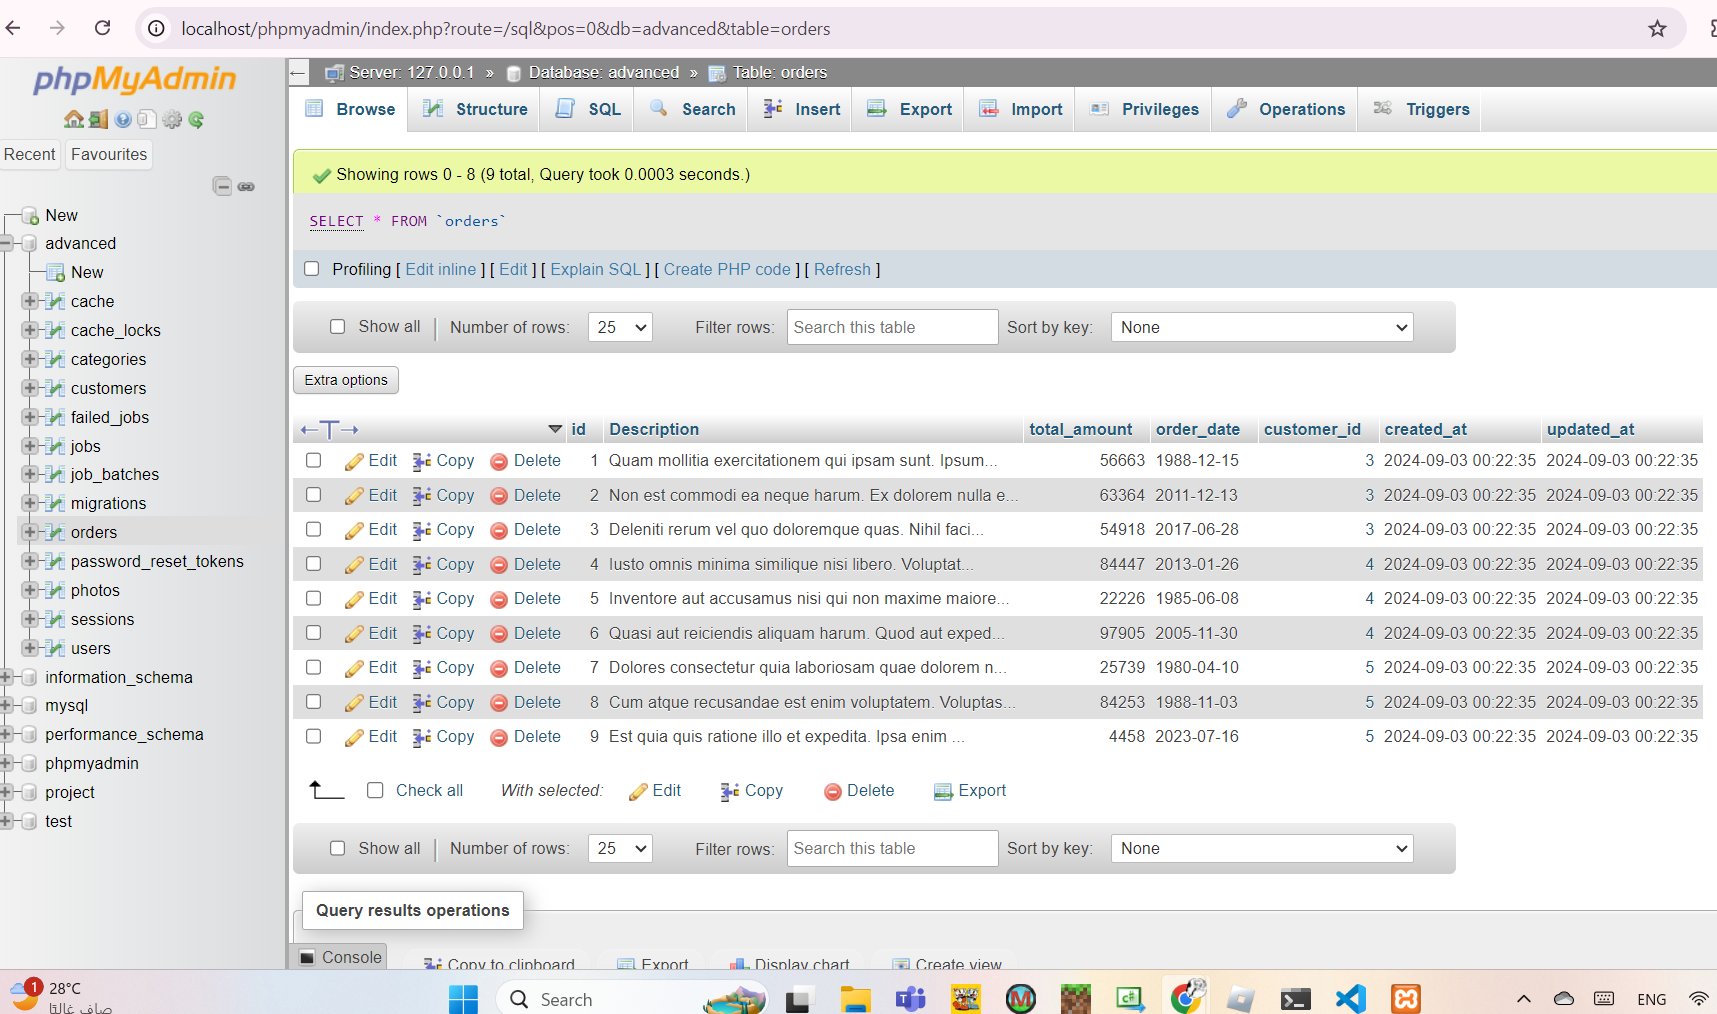 localhost/phpmyadmin/index.php?route=/sql&pos=0&db=advanced&table=orders
phpMyAdmin
Recent Favourites
New
advanced
New
cache
cache_locks
categories
customers
failed_jobs
jobs
job_batches
migrations
orders
password_reset_tokens
photos
sessions
users
information_schema
mysql
performance_schema
phpmyadmin
project
test
Server: 127.0.0.1 » Database: advanced » Table: orders
Browse Structure SQL Search Insert Export Import Privileges Operations Triggers
Showing rows 0 - 8 (9 total, Query took 0.0003 seconds.)
SELECT * FROM `orders`
Profiling [ Edit inline ] [ Edit ] [ Explain SQL ] [ Create PHP code ] [ Refresh ]
Show all Number of rows: 25 Filter rows: Search this table Sort by key: None
Extra options
id Description total_amount order_date customer_id created_at updated_at
Edit Copy Delete 1 Quam mollitia exercitationem qui ipsam sunt. Ipsum... 56663 1988-12-15 3 2024-09-03 00:22:35 2024-09-03 00:22:35
Edit Copy Delete 2 Non est commodi ea neque harum. Ex dolorem nulla e... 63364 2011-12-13 3 2024-09-03 00:22:35 2024-09-03 00:22:35
Edit Copy Delete 3 Deleniti rerum vel quo doloremque quas. Nihil faci... 54918 2017-06-28 3 2024-09-03 00:22:35 2024-09-03 00:22:35
Edit Copy Delete 4 Iusto omnis minima similique nisi libero. Voluptat... 84447 2013-01-26 4 2024-09-03 00:22:35 2024-09-03 00:22:35
Edit Copy Delete 5 Inventore aut accusamus nisi qui non maxime maiore... 22226 1985-06-08 4 2024-09-03 00:22:35 2024-09-03 00:22:35
Edit Copy Delete 6 Quasi aut reiciendis aliquam harum. Quod aut exped... 97905 2005-11-30 4 2024-09-03 00:22:35 2024-09-03 00:22:35
Edit Copy Delete 7 Dolores consectetur quia laboriosam quae dolorem n... 25739 1980-04-10 5 2024-09-03 00:22:35 2024-09-03 00:22:35
Edit Copy Delete 8 Cum atque recusandae est enim voluptatem. Voluptas... 84253 1988-11-03 5 2024-09-03 00:22:35 2024-09-03 00:22:35
Edit Copy Delete 9 Est quia quis ratione illo et expedita. Ipsa enim ... 4458 2023-07-16 5 2024-09-03 00:22:35 2024-09-03 00:22:35
Check all With selected: Edit Copy Delete Export
Show all Number of rows: 25 Filter rows: Search this table Sort by key: None
Query results operations
Console Copy to clipboard Export Display chart Create view
1 28°C
صاف غالبًا
Search
ENG